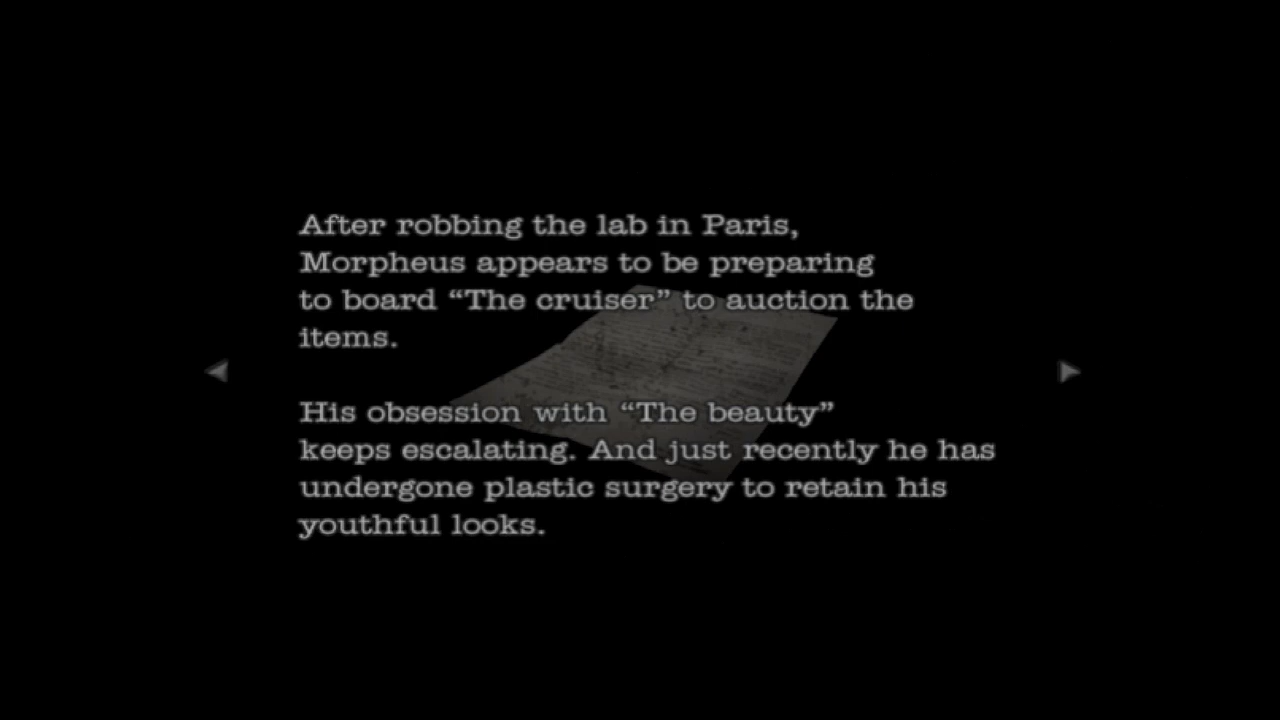 After robbing the lab in Paris,
Morpheus appears to be preparing
to board “The cruiser” to auction the
items.
His obsession with “The beauty”
keeps escalating. And just recently he has
undergone plastic surgery to retain his
youthful looks.